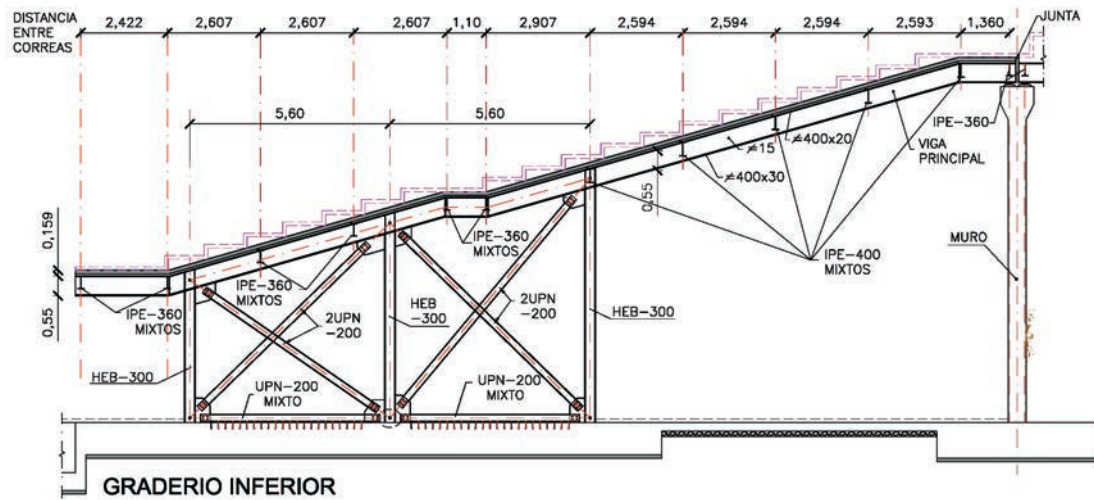 DISTANCIA
ENTRE
CORREAS
2,422
2,607
2,607
2,607
1,10
2,907
2,594
2,594
2,594
2,593
1,360
JUNTA
5,60
5,60
IPE-360
≠400x20
≠15
VIGA
PRINCIPAL
≠400x30
0,55
0,159
0,55
IPE-360
MIXTOS
IPE-360
MIXTOS
IPE-360
MIXTOS
IPE-400
MIXTOS
MURO
HEB
-300
2UPN
-200
2UPN
-200
HEB-300
HEB-300
UPN-200
MIXTO
UPN-200
MIXTO
GRADERIO INFERIOR